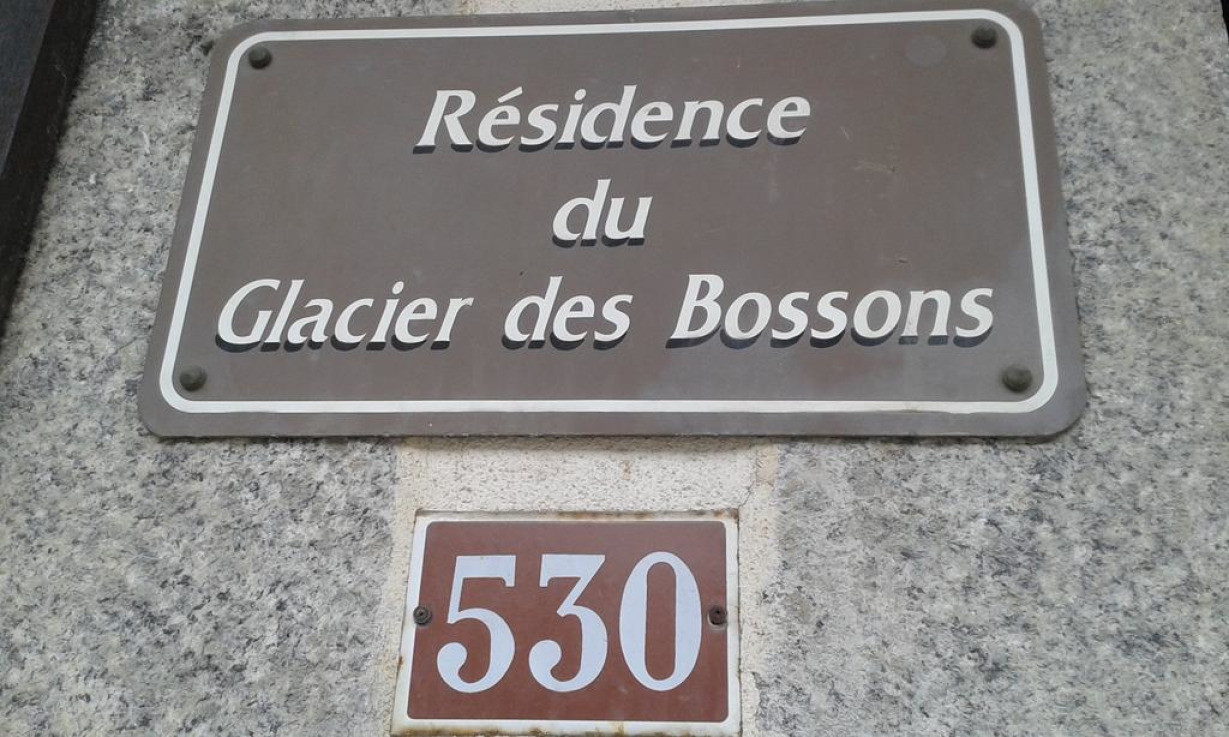 Résidence
du
Glacier des Bossons
530